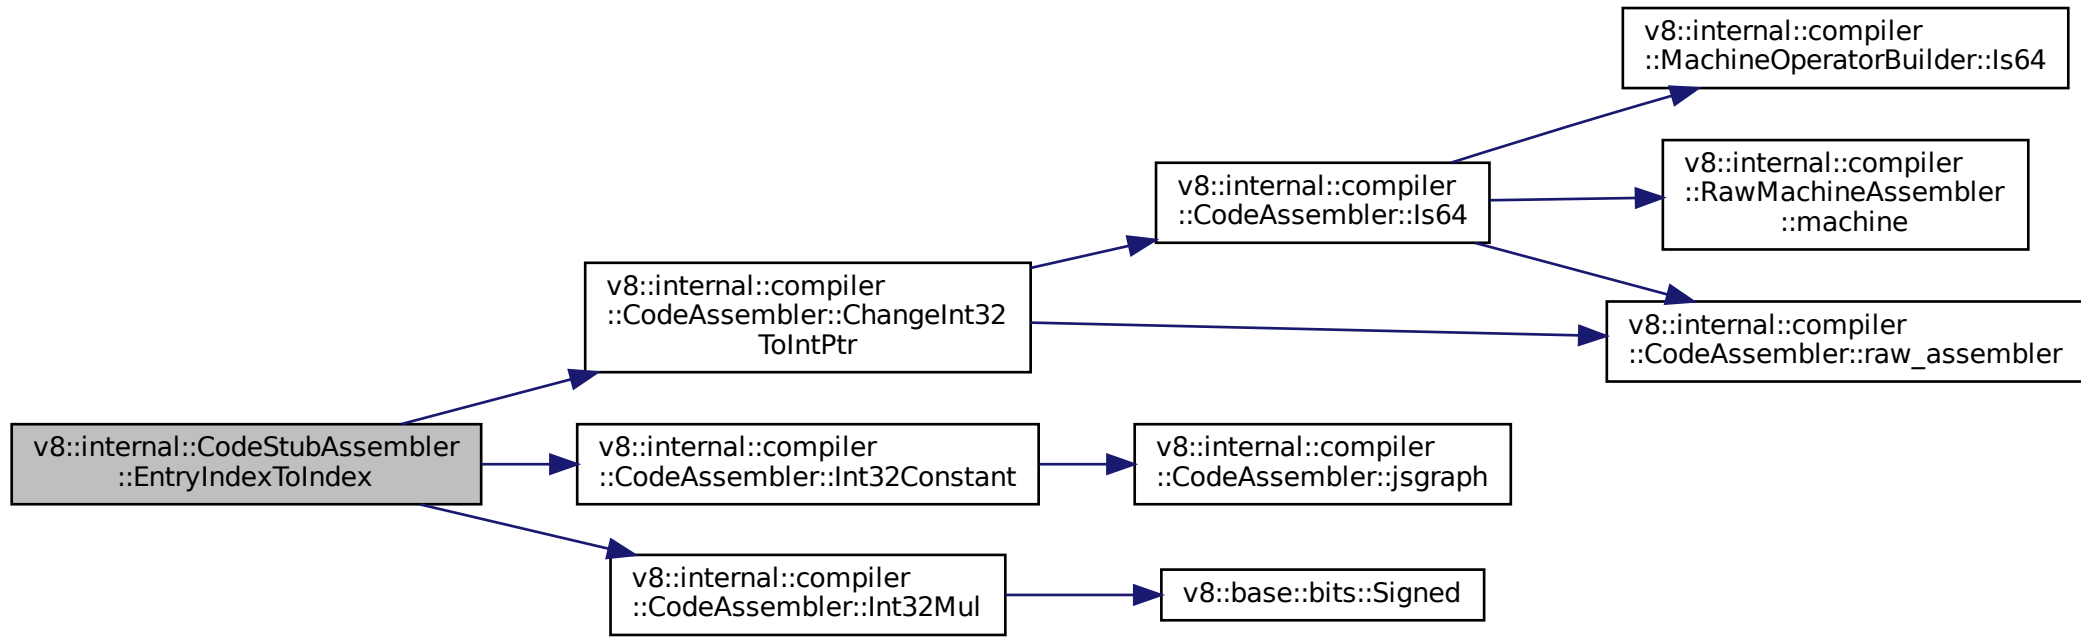 v8::internal::compiler
::MachineOperatorBuilder::Is64
v8::internal::compiler
::RawMachineAssembler
::machine
v8::internal::compiler
::CodeAssembler::Is64
v8::internal::compiler
::CodeAssembler::ChangeInt32
ToIntPtr
v8::internal::compiler
::CodeAssembler::raw_assembler
v8::internal::CodeStubAssembler
::EntryIndexToIndex
v8::internal::compiler
::CodeAssembler::Int32Constant
v8::internal::compiler
::CodeAssembler::jsgraph
v8::internal::compiler
::CodeAssembler::Int32Mul
v8::base::bits::Signed